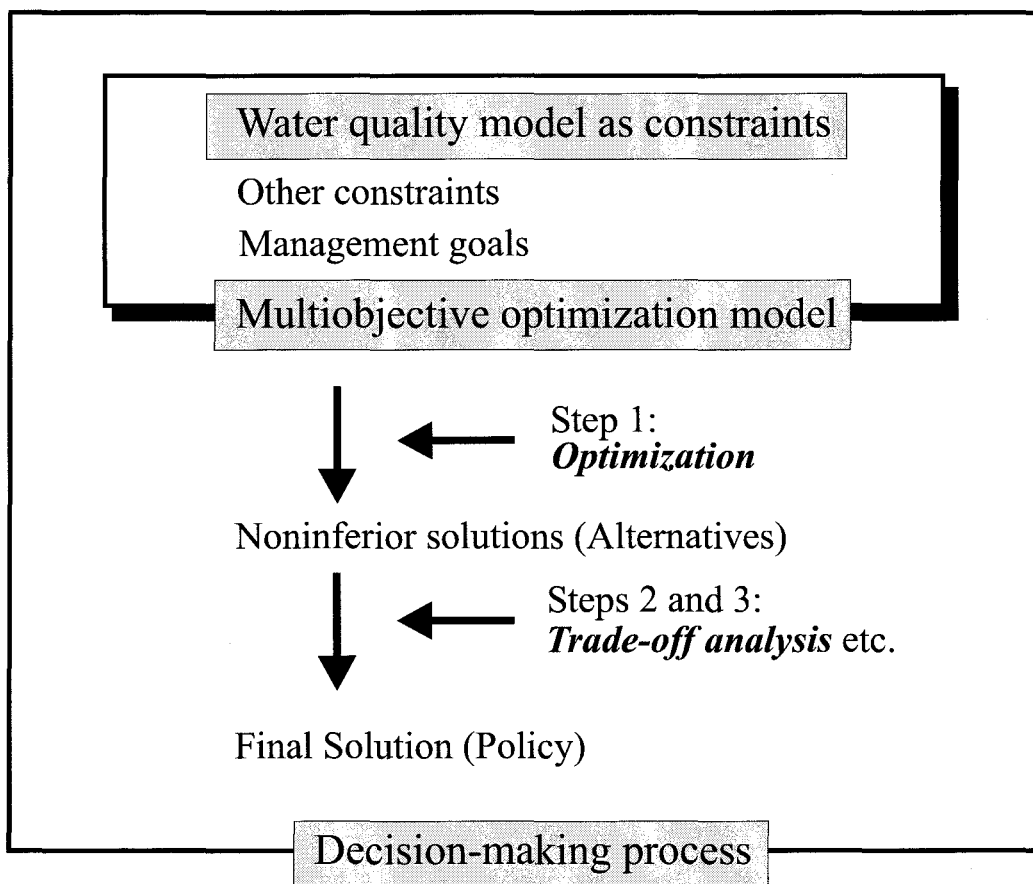 Water quality model as constraints
Other constraints
Management goals
Multiobjective optimization model
Step 1:
Optimization
Noninferior solutions (Alternatives)
Steps 2 and 3:
Trade-off analysis etc.
Final Solution (Policy)
Decision-making process